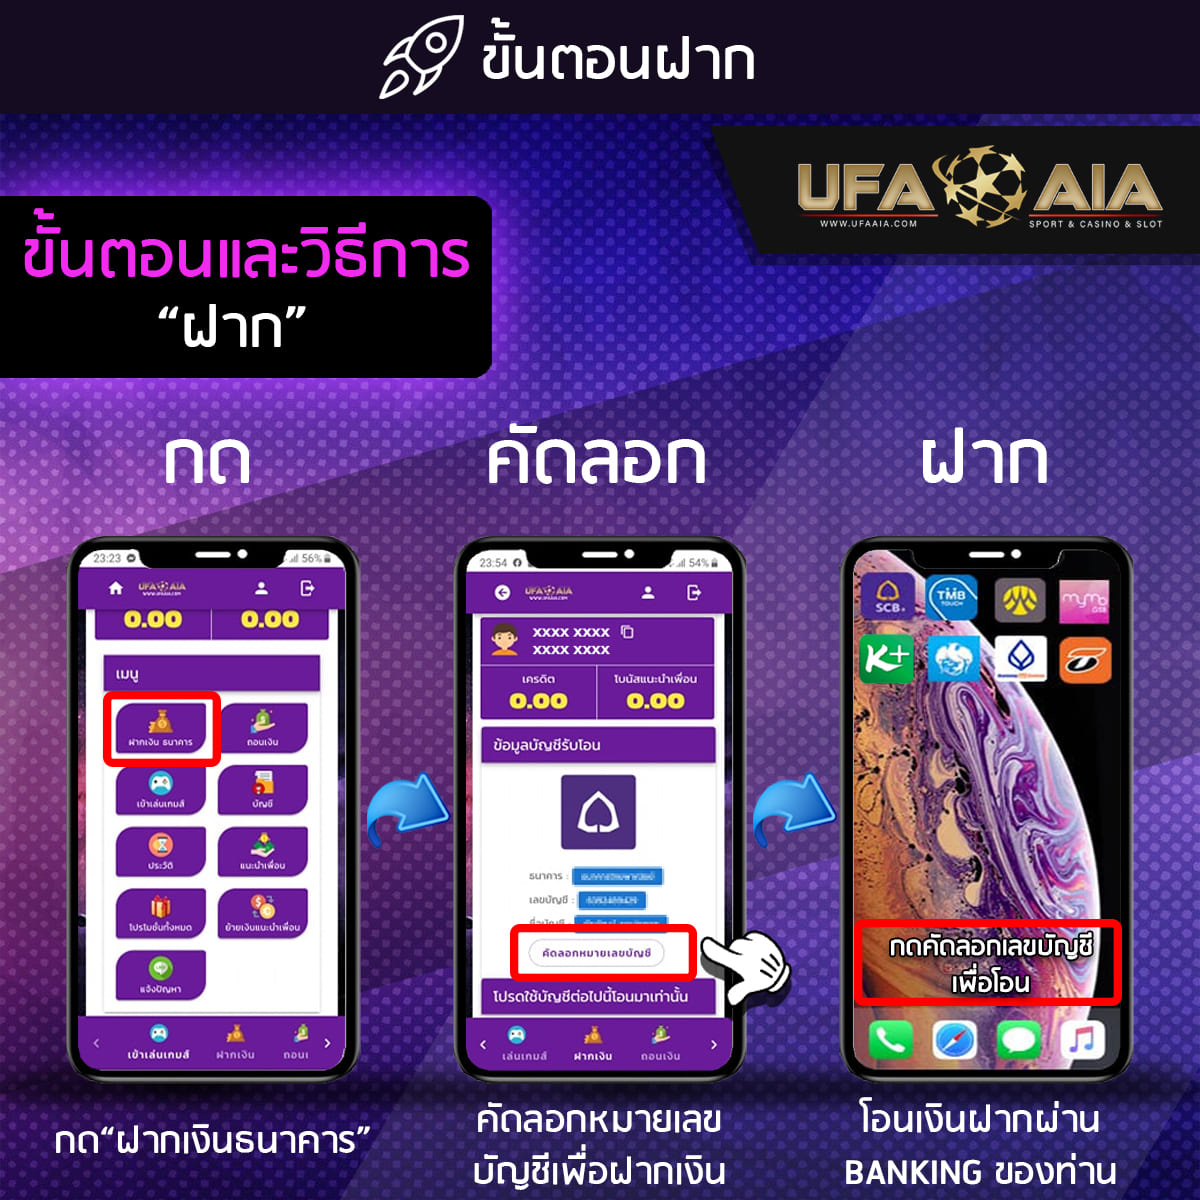 ขั้นตอนฝาก
UFA AIA
WWW.UFAAIA.COM
SPORT & CASINO & SLOT
ขั้นตอนและวิธีการ
“ฝาก”
กด
คัดลอก
ฝาก
23:23
56%
UFA AIA
WWW.UFAAIA.COM
0.00
0.00
เมนู
ฝากเงิน ธนาคาร
ถอนเงิน
เข้าเล่นเกมส์
บัญชี
ประวัติ
แนะนำเพื่อน
โปรโมชั่นทั้งหมด
ย้ายเงินแนะนำเพื่อน
แจ้งปัญหา
เข้าเล่นเกมส์
ฝากเงิน
ถอนเ
23:54
54%
UFA AIA
WWW.UFAAIA.COM
XXXX XXXX
XXXX XXXX
เครดิต
โบนัสแนะนำเพื่อน
0.00
0.00
ข้อมูลบัญชีรับโอน
ธนาคาร :
เลขบัญชี :
ชื่อบัญชี :
คัดลอกหมายเลขบัญชี
โปรดใช้บัญชีต่อไปนี้โอนมาเท่านั้น
เล่นเกมส์
ฝากเงิน
ถอนเงิน
SCB
TMB
TOUCH
mymo
GSB
K+
กดคัดลอกเลขบัญชี
เพื่อโอน
กด“ฝากเงินธนาคาร”
คัดลอกหมายเลข
บัญชีเพื่อฝากเงิน
โอนเงินฝากผ่าน
BANKING ของท่าน